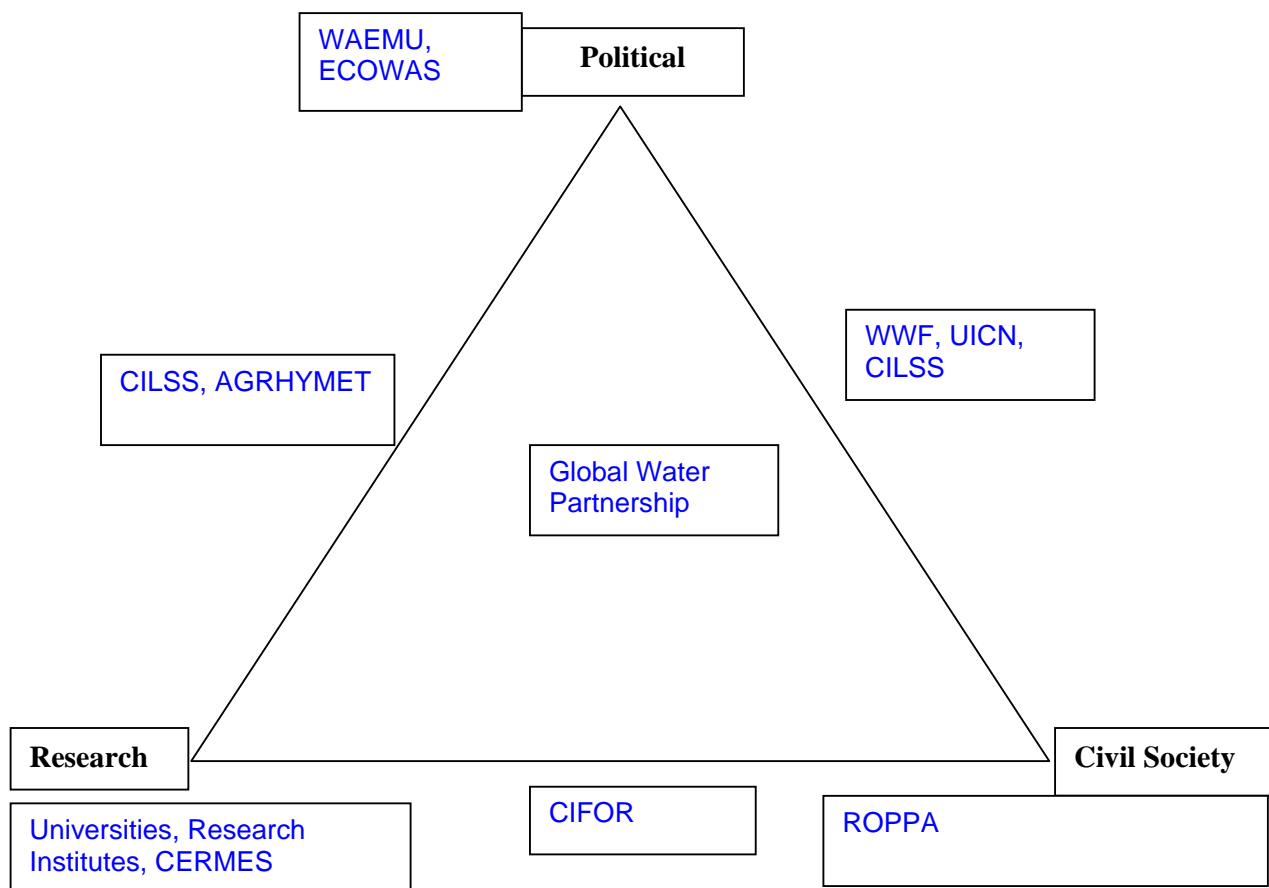 WAEMU,
ECOWAS
Political
WWF, UICN,
CILSS
CILSS, AGRHYMET
Global Water
Partnership
Research
Civil Society
Universities, Research
Institutes, CERMES
CIFOR
ROPPA